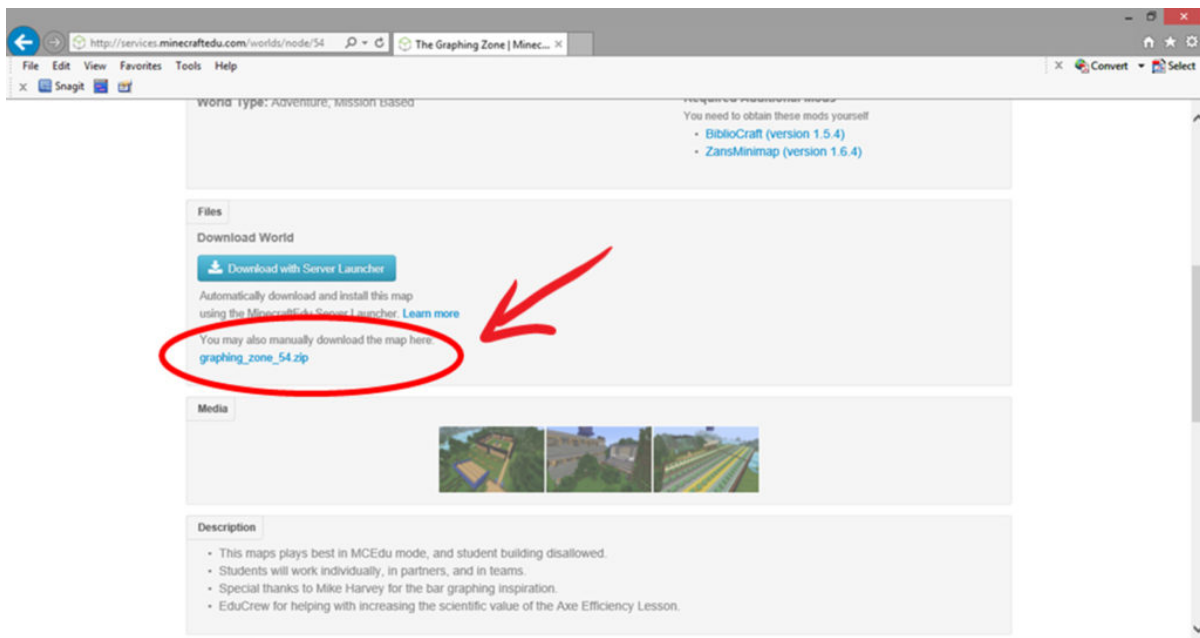 http://services.minecraftedu.com/worlds/node/54
The Graphing Zone | Minec...
File Edit View Favorites Tools Help
Convert Select
Snagit
World Type: Adventure, Mission Based
Required Additional Mods
You need to obtain these mods yourself
BiblioCraft (version 1.5.4)
ZansMinimap (version 1.6.4)
Files
Download World
Download with Server Launcher
Automatically download and install this map
using the MinecraftEdu Server Launcher. Learn more
You may also manually download the map here:
graphing_zone_54.zip
Media
Description
• This maps plays best in MCEdu mode, and student building disallowed.
• Students will work individually, in partners, and in teams.
• Special thanks to Mike Harvey for the bar graphing inspiration.
• EduCrew for helping with increasing the scientific value of the Axe Efficiency Lesson.